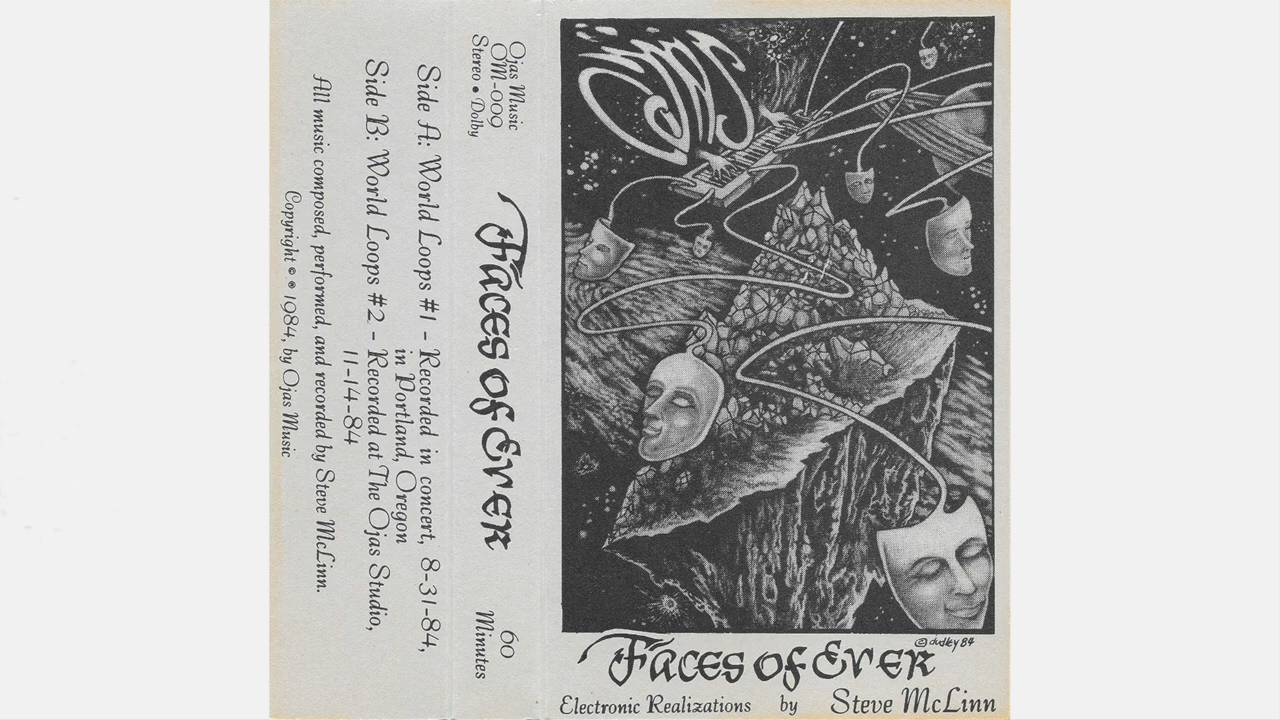 Ojas
© dudley 84
Faces of Ever
Electronic Realizations by Steve McLinn
Ojas Music
OM-009
Stereo • Dolby
Faces of Ever
60
Minutes
Side A: World Loops #1 - Recorded in concert, 8-31-84,
in Portland, Oregon
Side B: World Loops #2 - Recorded at The Ojas Studio,
11-14-84
All music composed, performed, and recorded by Steve McLinn.
Copyright © ℗ 1984, by Ojas Music